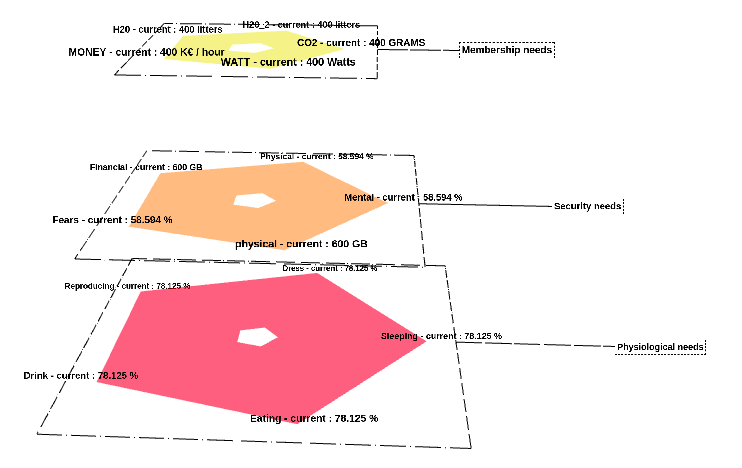 H20_2 - current : 400 litters
H20 - current : 400 litters
CO2 - current : 400 GRAMS
MONEY - current : 400 K€ / hour
Membership needs
WATT - current : 400 Watts
Physical - current : 58.594 %
Financial - current : 600 GB
Mental - current : 58.594 %
Security needs
Fears - current : 58.594 %
physical - current : 600 GB
Dress - current : 78.125 %
Reproducing - current : 78.125 %
Sleeping - current : 78.125 %
Physiological needs
Drink - current : 78.125 %
Eating - current : 78.125 %